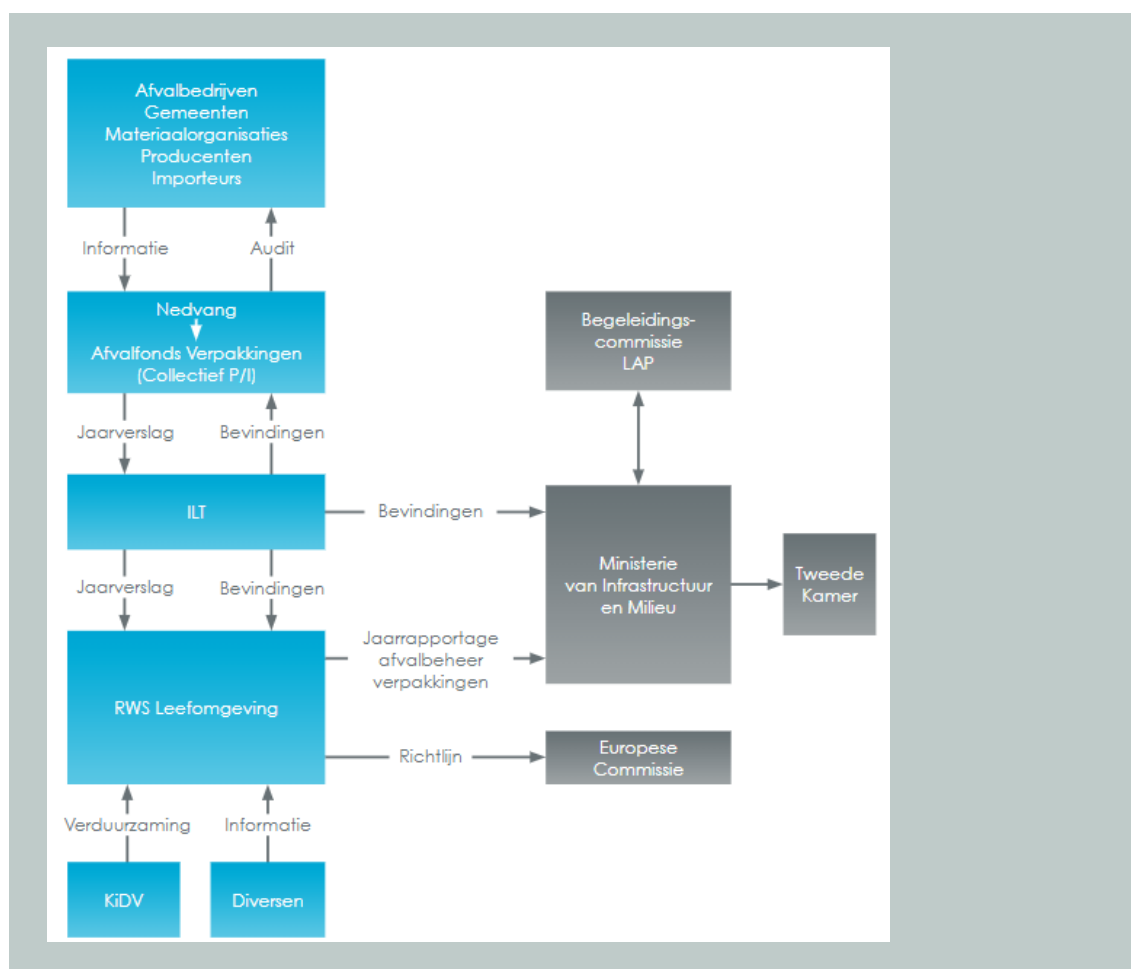 Afvalbedrijven
Gemeenten
Materiaalorganisaties
Producenten
Importeurs
Informatie
Audit
Nedvang
Afvalfonds Verpakkingen
(Collectief P/I)
Begeleidings-
commissie
LAP
Jaarverslag
Bevindingen
ILT
Bevindingen
Ministerie
van Infrastructuur
en Milieu
Tweede
Kamer
Jaarverslag
Bevindingen
Jaarrapportage
afvalbeheer
verpakkingen
RWS Leefomgeving
Richtlijn
Europese
Commissie
Verduurzaming
Informatie
KiDV
Diversen